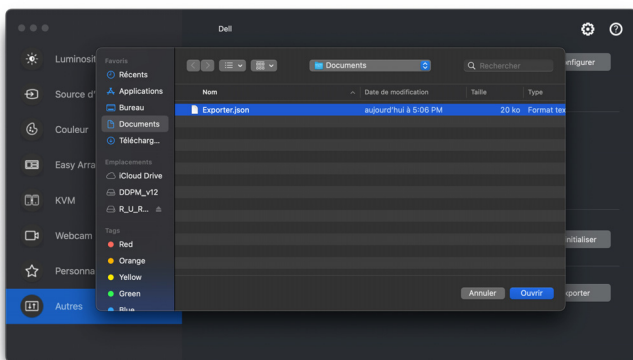 Dell
Luminosit
Source d'
Couleur
Easy Arra
KVM
Webcam
Personna
Autres
nfigurer
nitialiser
xporter
Favoris
Récents
Applications
Bureau
Documents
Télécharg...
Emplacements
iCloud Drive
DDPM_v12
R_U_R...
Tags
Red
Orange
Yellow
Green
Blue
Documents
Rechercher
Nom Date de modification Taille Type
Exporter.json aujourd'hui à 5:06 PM 20 ko Format tex
Annuler Ouvrir